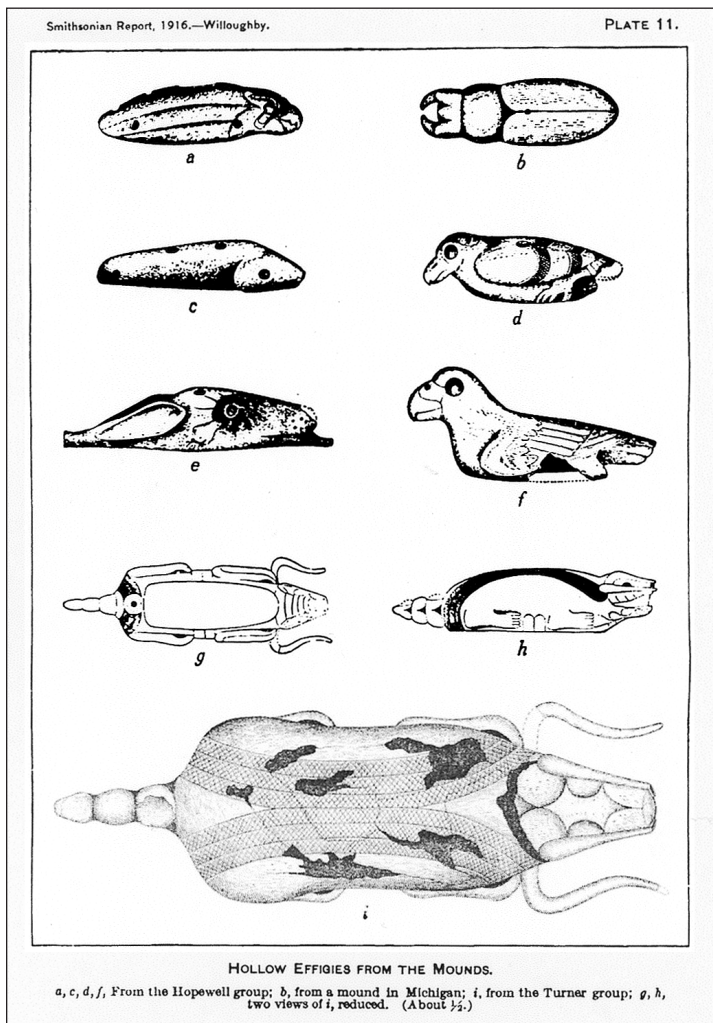 Smithsonian Report, 1916.—Willoughby.
PLATE 11.
a
b
c
d
e
f
g
h
i
HOLLOW EFFIGIES FROM THE MOUNDS.
a, c, d, f, From the Hopewell group; b, from a mound in Michigan; i, from the Turner group; g, h,
two views of i, reduced. (About ½.)